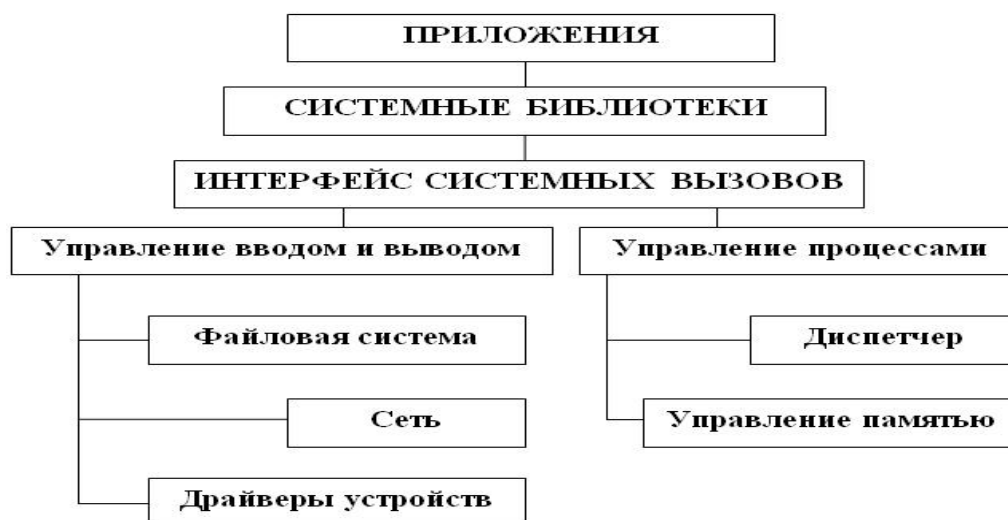 ПРИЛОЖЕНИЯ
СИСТЕМНЫЕ БИБЛИОТЕКИ
ИНТЕРФЕЙС СИСТЕМНЫХ ВЫЗОВОВ
Управление вводом и выводом
Управление процессами
Файловая система
Диспетчер
Сеть
Управление памятью
Драйверы устройств